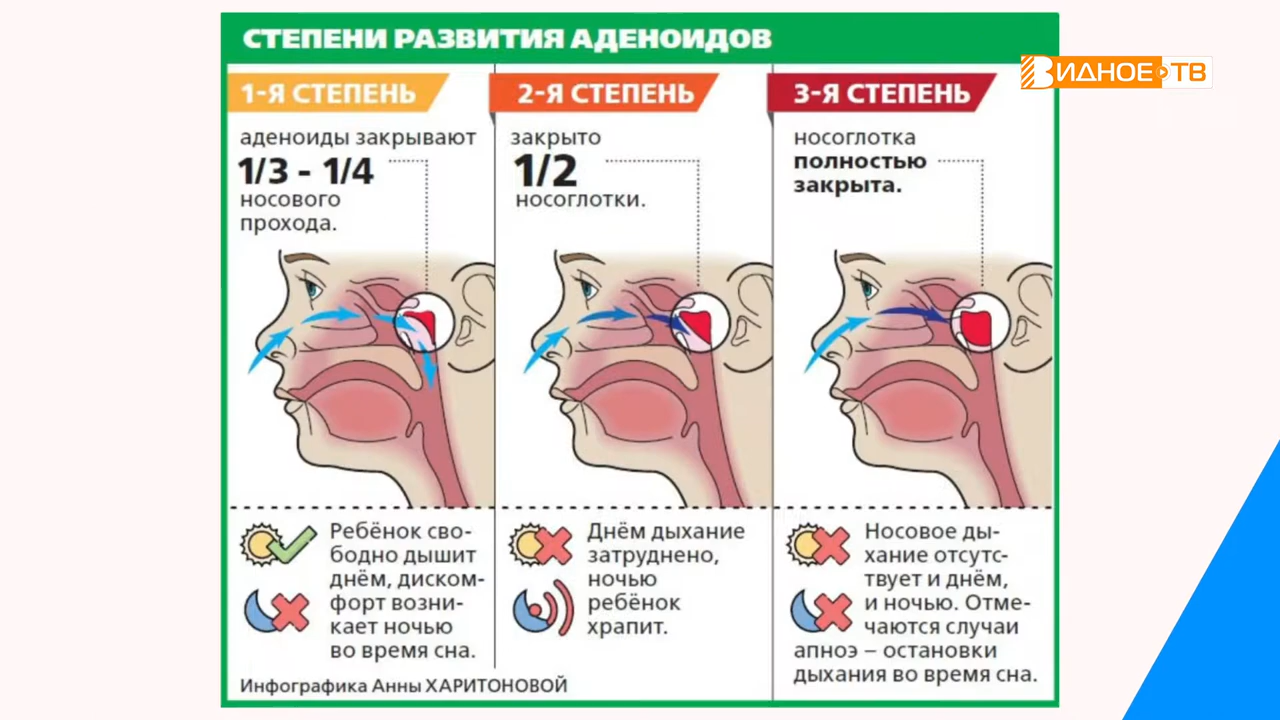 СТЕПЕНИ РАЗВИТИЯ АДЕНОИДОВ
ВИДНОЕ ТВ
1-Я СТЕПЕНЬ
аденоиды закрывают
1/3 - 1/4
носового
прохода.
Ребёнок сво-
бодно дышит
днём, диском-
форт возни-
кает ночью
во время сна.
2-Я СТЕПЕНЬ
закрыто
1/2
носоглотки.
Днём дыхание
затруднено,
ночью
ребёнок
храпит.
3-Я СТЕПЕНЬ
носоглотка
полностью
закрыта.
Носовое ды-
хание отсутс-
твует и днём,
и ночью. Отме-
чаются случаи
апноэ – остановки
дыхания во время сна.
Инфографика Анны ХАРИТОНОВОЙ